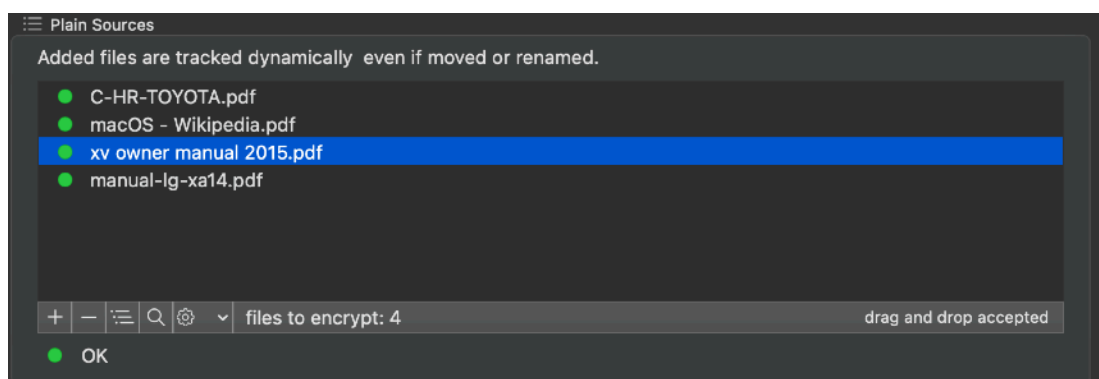 Plain Sources
Added files are tracked dynamically  even if moved or renamed.
C-HR-TOYOTA.pdf
macOS - Wikipedia.pdf
xv owner manual 2015.pdf
manual-lg-xa14.pdf
files to encrypt: 4 drag and drop accepted
OK